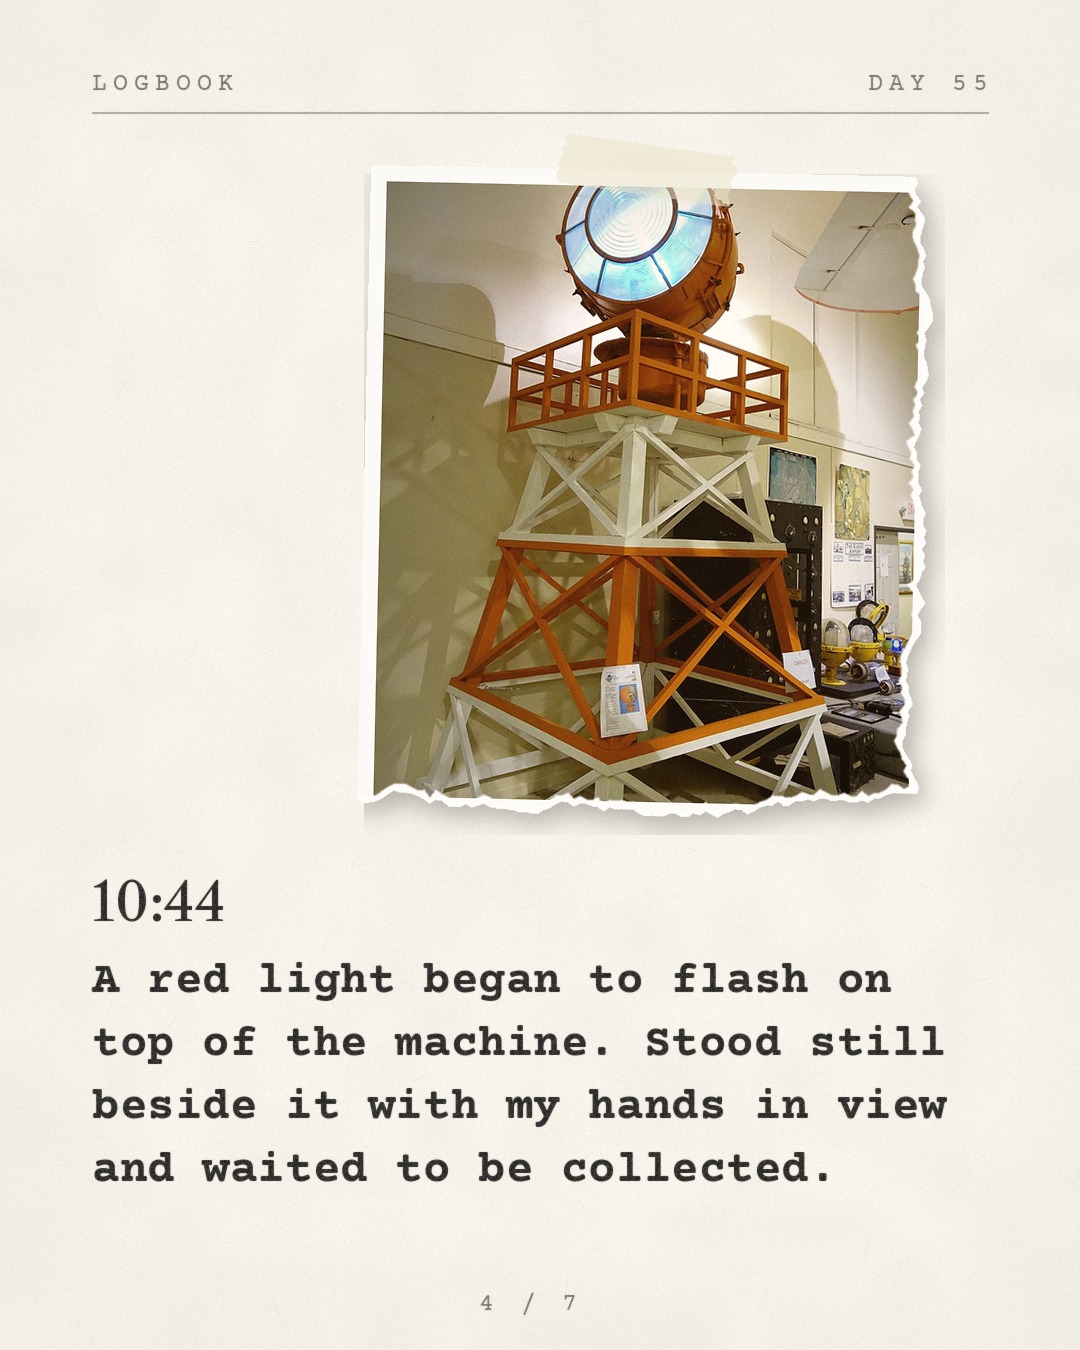 LOGBOOK
DAY 55
10:44
A red light began to flash on
top of the machine. Stood still
beside it with my hands in view
and waited to be collected.
4 / 7